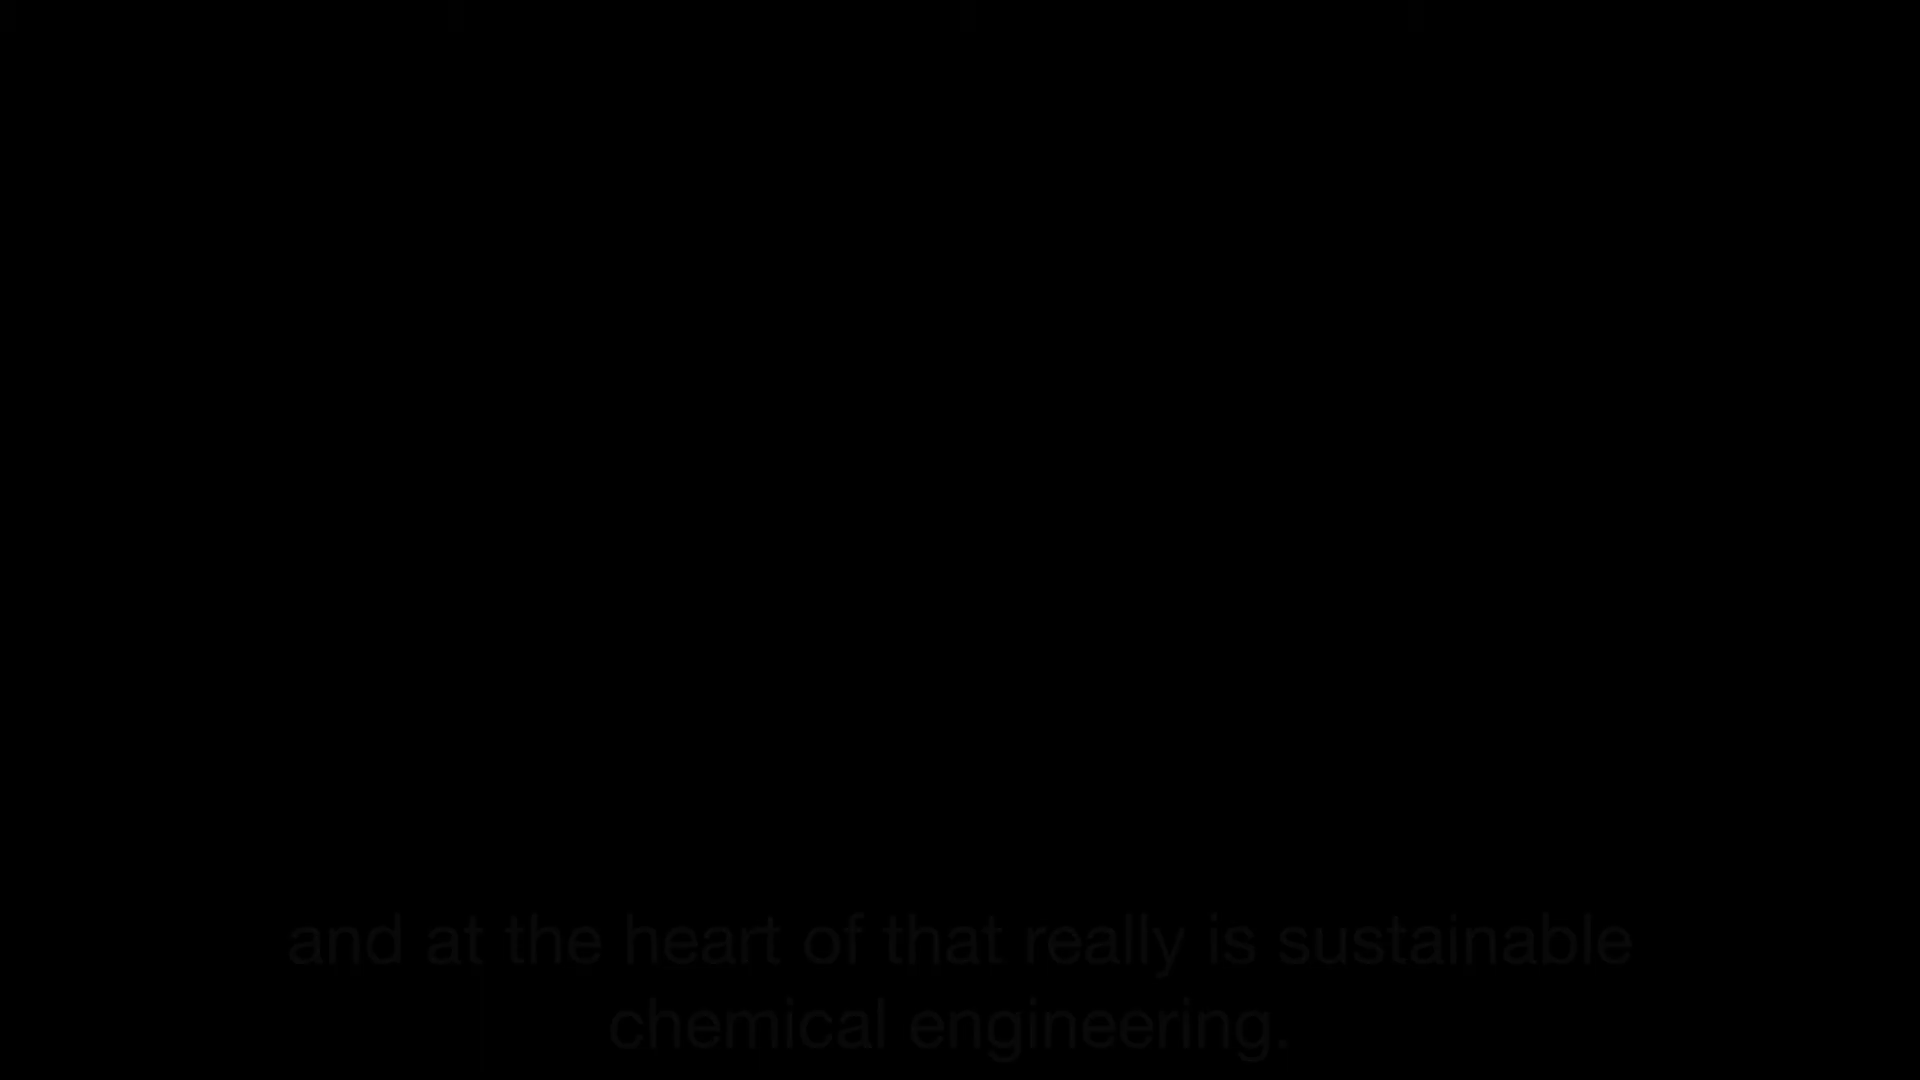 and at the heart of that really is sustainable
chemical engineering.